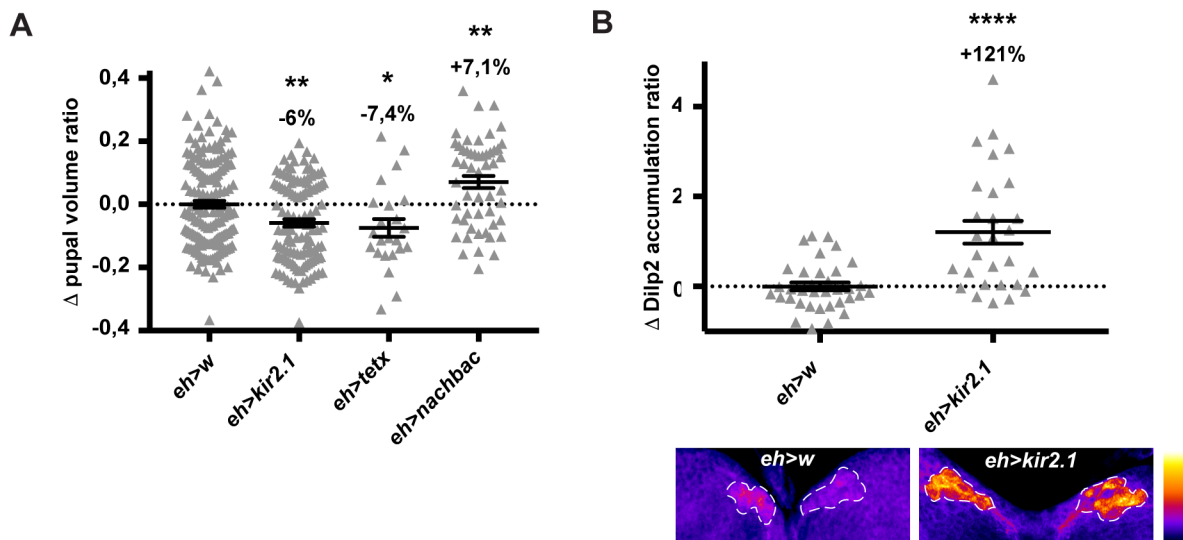 A
Δ pupal volume ratio
0,4
0,2
0,0
-0,2
-0,4
**
-6%
*
-7,4%
**
+7,1%
eh>w
eh>kir2.1
eh>tetx
eh>nachbac
B
Δ Dilp2 accumulation ratio
4
2
0
****
+121%
eh>w
eh>kir2.1
eh>w
eh>kir2.1